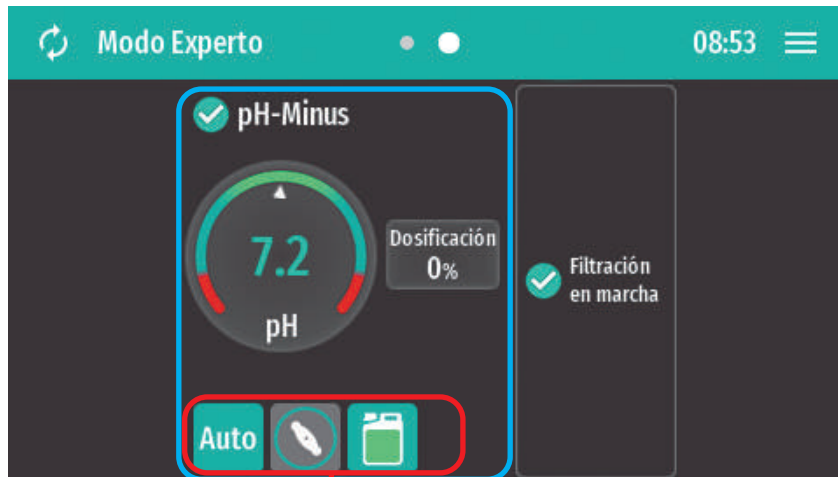 Modo Experto
08:53
pH-Minus
7.2
pH
Dosificación
0%
Filtración
en marcha
Auto